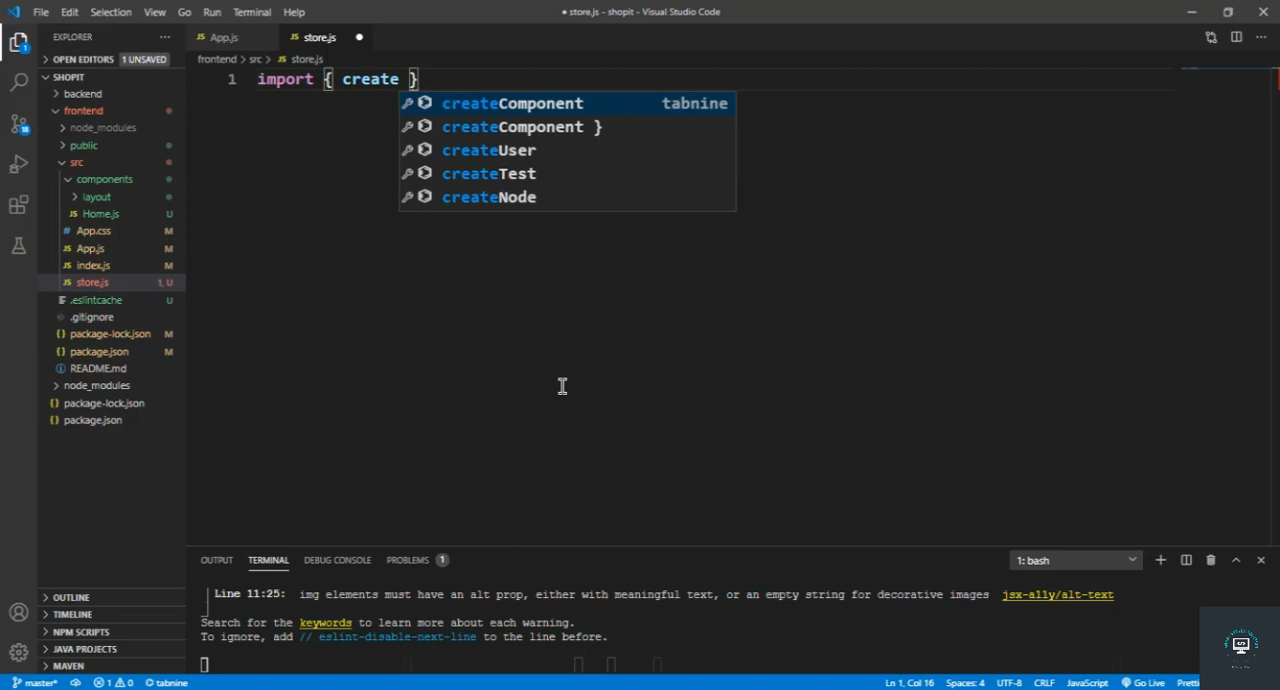 File Edit Selection View Go Run Terminal Help
● store.js - shopit - Visual Studio Code
EXPLORER
OPEN EDITORS 1 UNSAVED
SHOPIT
backend
frontend
node_modules
public
src
components
layout
JS Home.js U
# App.css M
JS App.js M
JS index.js M
JS store.js 1, U
.eslintcache U
.gitignore
{} package-lock.json M
{} package.json M
README.md
node_modules
{} package-lock.json
{} package.json
OUTLINE
TIMELINE
NPM SCRIPTS
JAVA PROJECTS
MAVEN
JS App.js JS store.js ●
frontend > src > JS store.js
1 import { create }
createComponent tabnine
createComponent }
createUser
createTest
createNode
OUTPUT TERMINAL DEBUG CONSOLE PROBLEMS 1 1: bash
Line 11:25: img elements must have an alt prop, either with meaningful text, or an empty string for decorative images jsx-a11y/alt-text
Search for the keywords to learn more about each warning.
To ignore, add // eslint-disable-next-line to the line before.
master* 1 0 tabnine Ln 1, Col 16 Spaces: 4 UTF-8 CRLF JavaScript Go Live Pretti